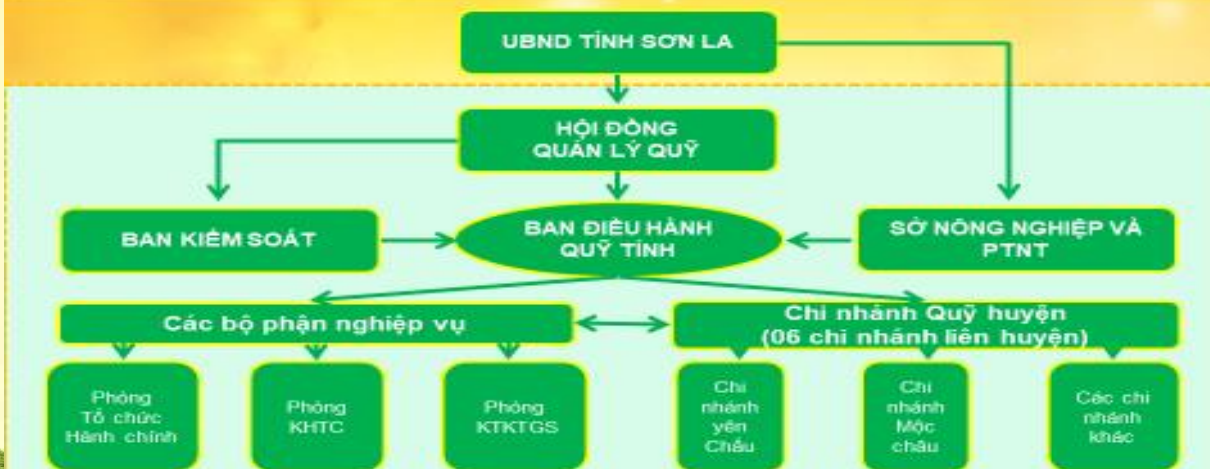 UBND TỈNH SƠN LA
HỘI ĐỒNG
QUẢN LÝ QUỸ
BAN KIỂM SOÁT
BAN ĐIỀU HÀNH
QUỸ TỈNH
SỞ NÔNG NGHIỆP VÀ
PTNT
Các bộ phận nghiệp vụ
Chi nhánh Quỹ huyện
(06 chi nhánh liên huyện)
Phòng
Tổ chức
Hành chính
Phòng
KHTC
Phòng
KTKTGS
Chi
nhánh
yên
Châu
Chi
nhánh
Mộc
châu
Các chi
nhánh
khác